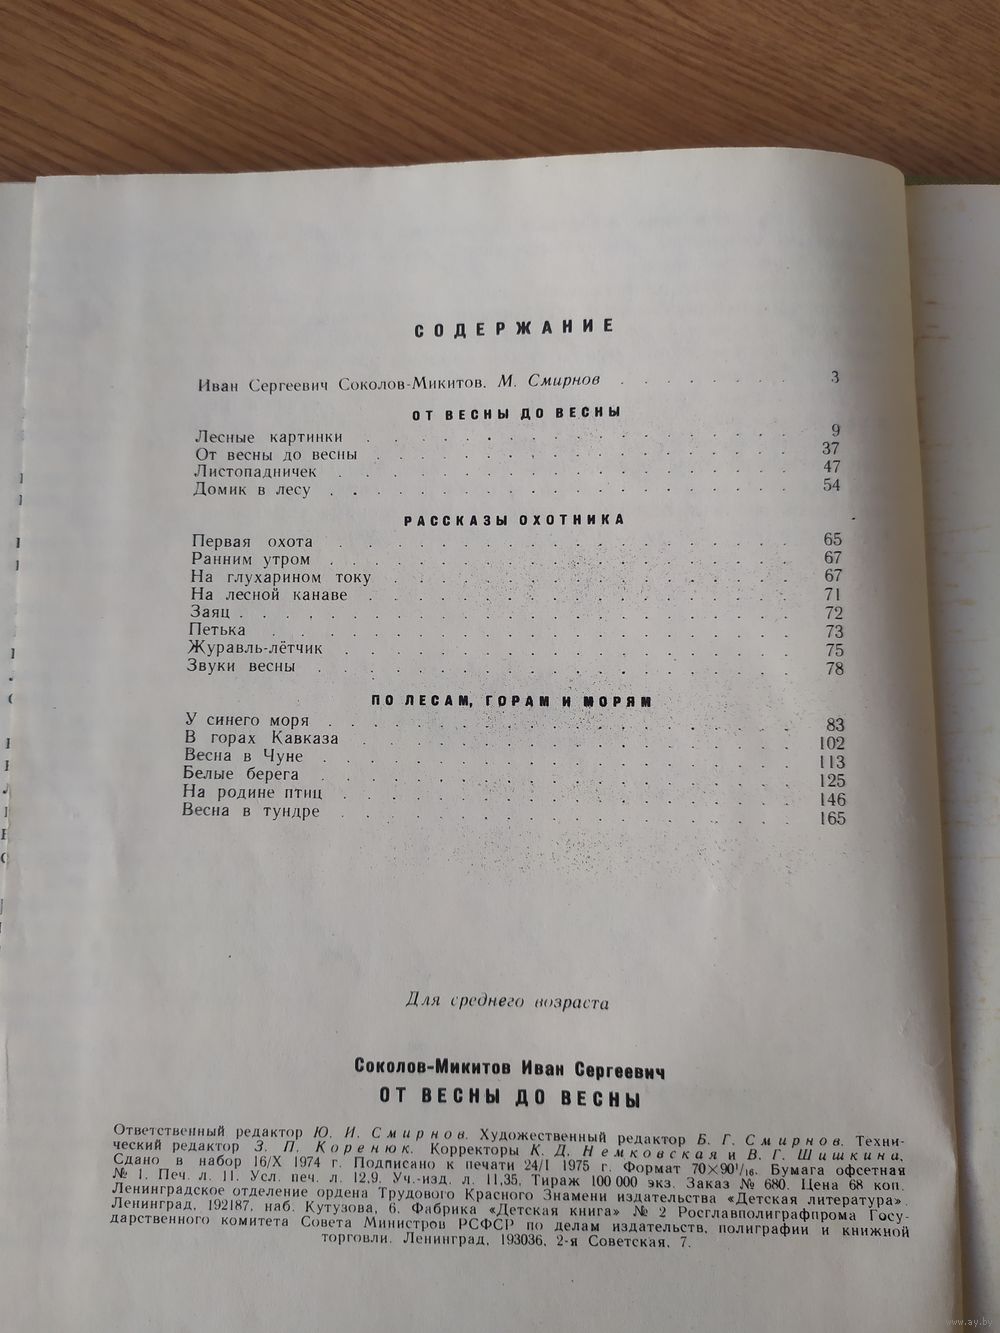 СОДЕРЖАНИЕ
Иван Сергеевич Соколов-Микитов. М. Смирнов . . . . . . . . 3
ОТ ВЕСНЫ ДО ВЕСНЫ
Лесные картинки . . . . . . . . 9
От весны до весны . . . . . . . . 37
Листопадничек . . . . . . . . 47
Домик в лесу . . . . . . . . 54
РАССКАЗЫ ОХОТНИКА
Первая охота . . . . . . . . 65
Ранним утром . . . . . . . . 67
На глухарином току . . . . . . . . 67
На лесной канаве . . . . . . . . 71
Заяц . . . . . . . . 72
Петька . . . . . . . . 73
Журавль-лётчик . . . . . . . . 75
Звуки весны . . . . . . . . 78
ПО ЛЕСАМ, ГОРАМ И МОРЯМ
У синего моря . . . . . . . . 83
В горах Кавказа . . . . . . . . 102
Весна в Чуне . . . . . . . . 113
Белые берега . . . . . . . . 125
На родине птиц . . . . . . . . 146
Весна в тундре . . . . . . . . 165
Для среднего возраста
Соколов-Микитов Иван Сергеевич
ОТ ВЕСНЫ ДО ВЕСНЫ
Ответственный редактор Ю. И. Смирнов. Художественный редактор Б. Г. Смирнов. Техни-
ческий редактор З. П. Коренюк. Корректоры К. Д. Немковская и В. Г. Шишкина.
Сдано в набор 16/X 1974 г. Подписано к печати 24/I 1975 г. Формат 70×90¹/₁₆. Бумага офсетная
№ 1. Печ. л. 11. Усл. печ. л. 12,9. Уч.-изд. л. 11,35. Тираж 100 000 экз. Заказ № 680. Цена 68 коп.
Ленинградское отделение ордена Трудового Красного Знамени издательства «Детская литература».
Ленинград, 192187, наб. Кутузова, 6. Фабрика «Детская книга» № 2 Росглавполиграфпрома Госу-
дарственного комитета Совета Министров РСФСР по делам издательств, полиграфии и книжной
торговли. Ленинград, 193036, 2-я Советская, 7.
www.ay.by